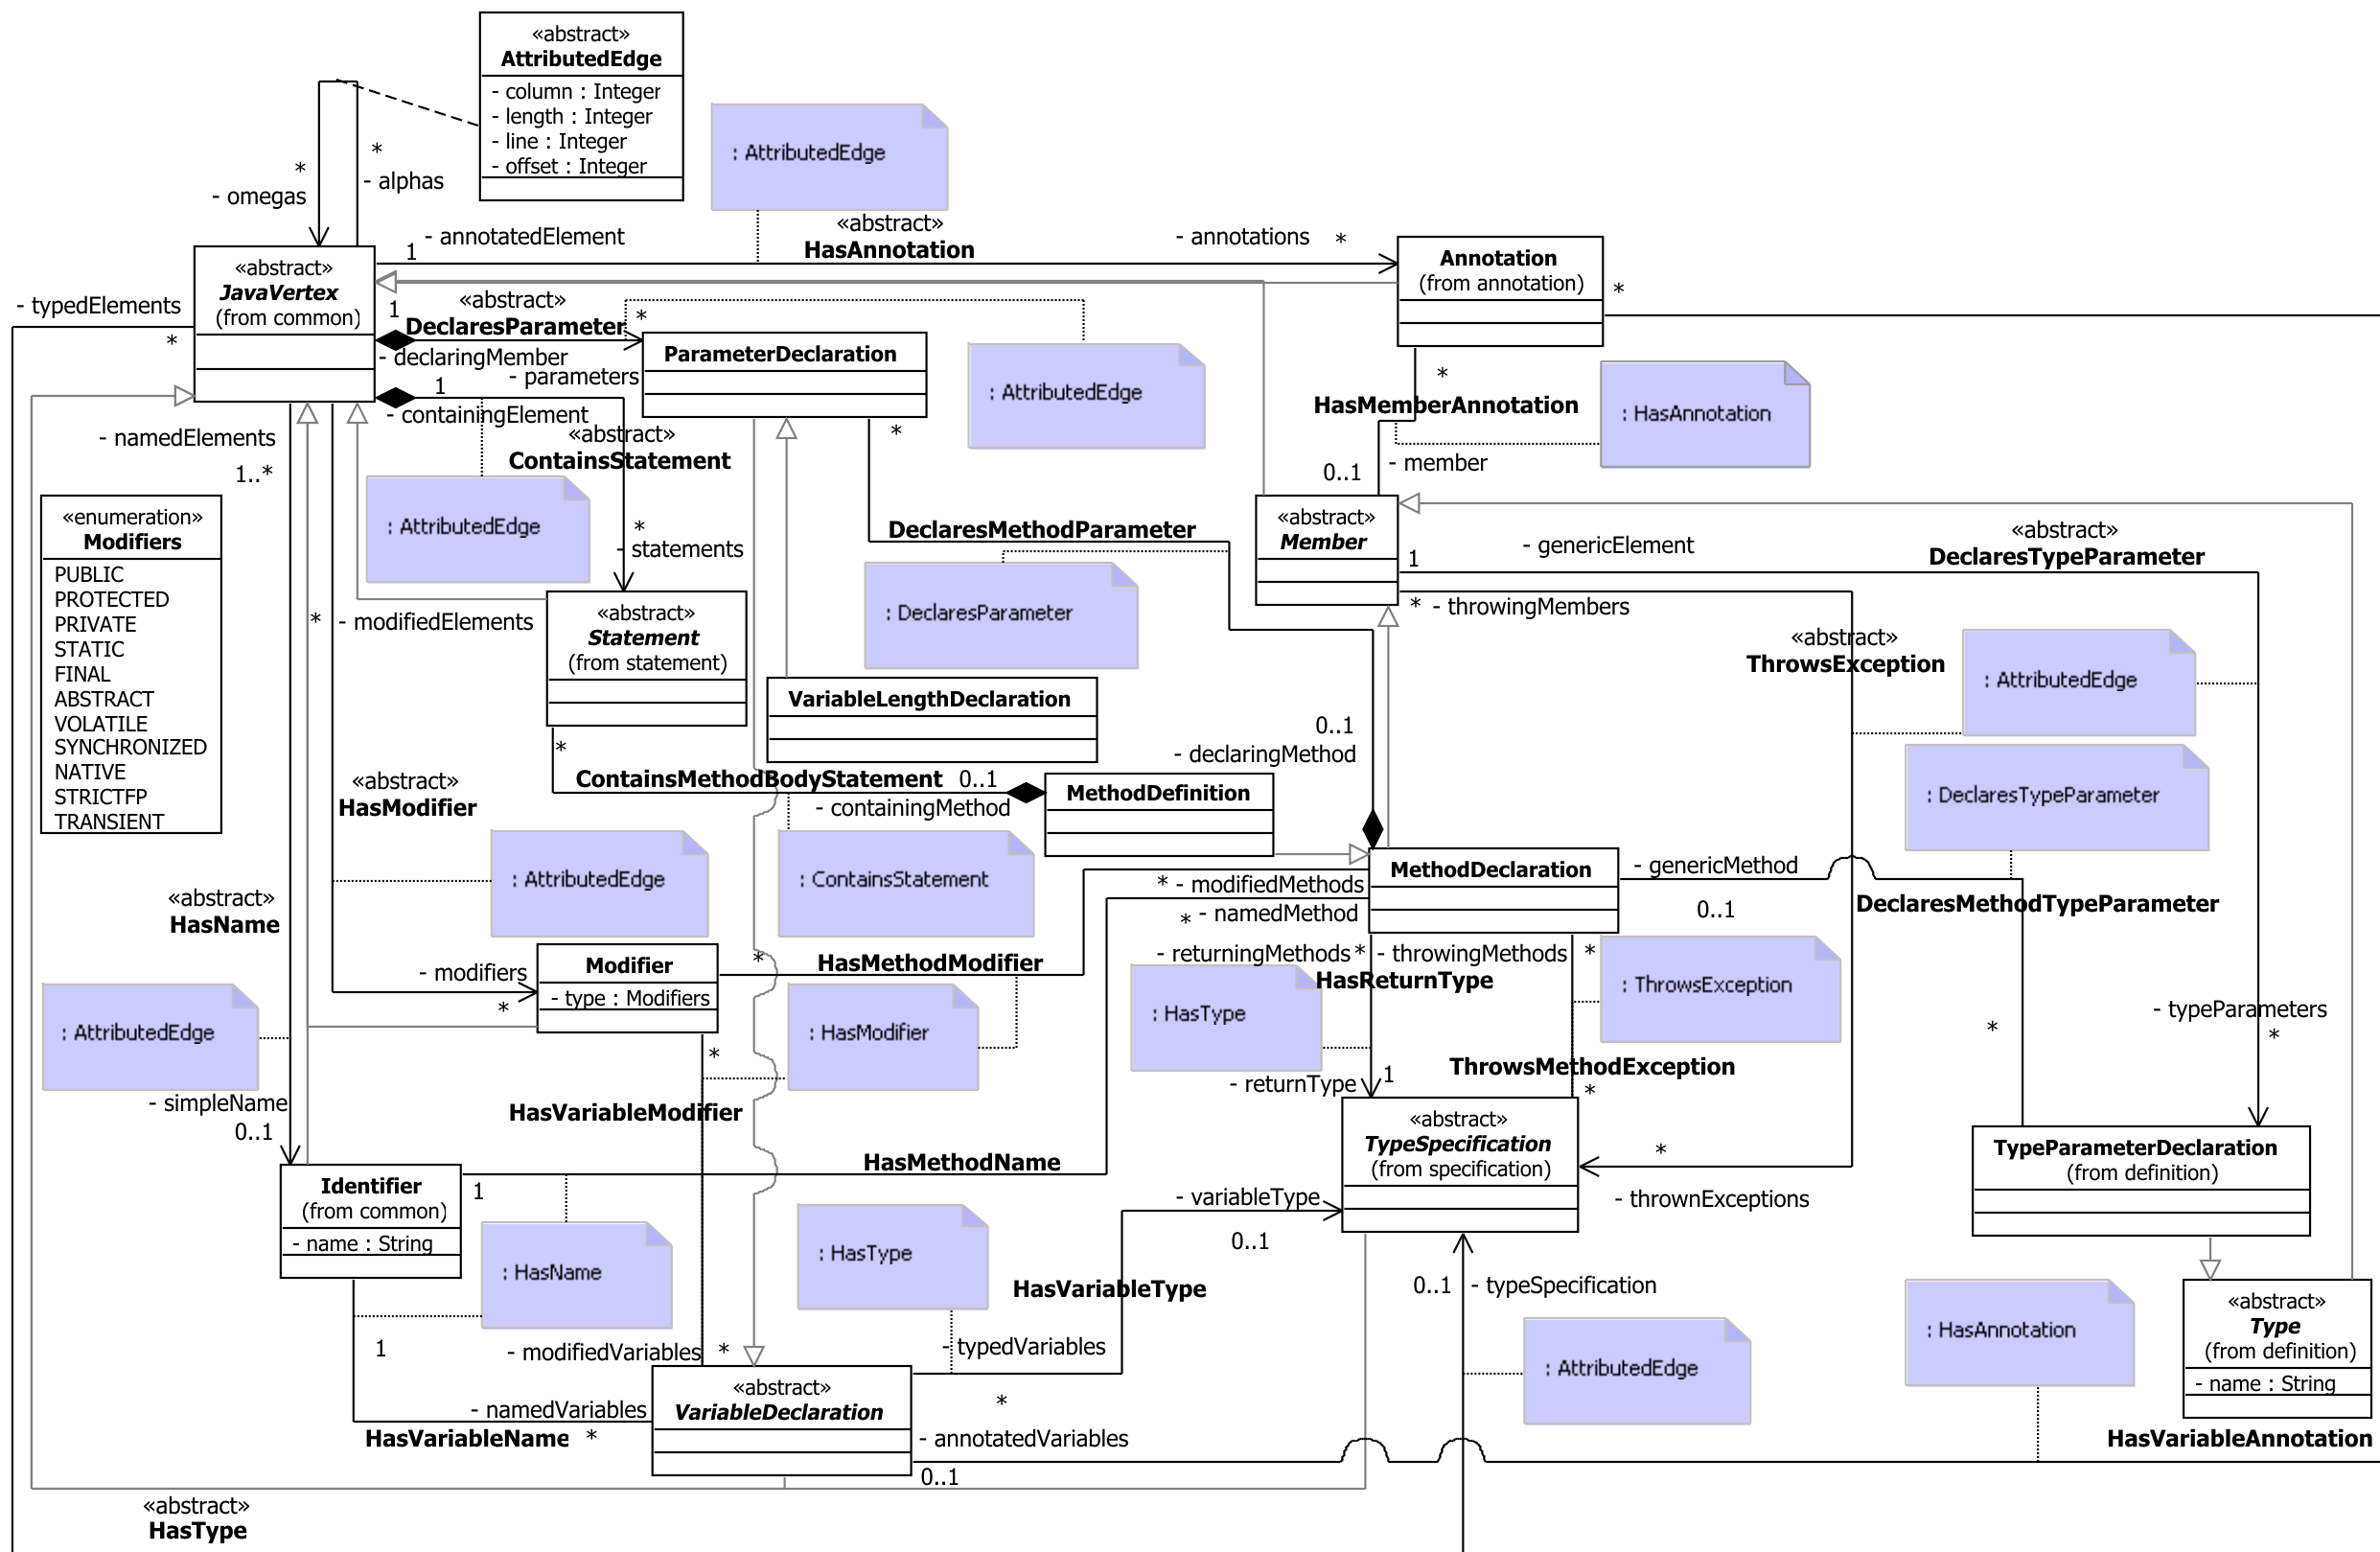 «abstract»
AttributedEdge
- column : Integer
- length : Integer
- line : Integer
- offset : Integer
: AttributedEdge
*
- alphas
*
- omegas
- annotatedElement
1
«abstract»
HasAnnotation
- annotations
*
Annotation
(from annotation)
*
«abstract»
JavaVertex
(from common)
- typedElements
*
1
«abstract»
DeclaresParameter
*
- declaringMember
- parameters
ParameterDeclaration
*
: AttributedEdge
*
HasMemberAnnotation
: HasAnnotation
0..1
- member
1
- containingElement
«abstract»
ContainsStatement
- namedElements
1..*
: AttributedEdge
*
- statements
«enumeration»
Modifiers
PUBLIC
PROTECTED
PRIVATE
STATIC
FINAL
ABSTRACT
VOLATILE
SYNCHRONIZED
NATIVE
STRICTFP
TRANSIENT
DeclaresMethodParameter
«abstract»
Member
1
- genericElement
«abstract»
DeclaresTypeParameter
* - throwingMembers
: DeclaresParameter
*
- modifiedElements
«abstract»
Statement
(from statement)
«abstract»
ThrowsException
: AttributedEdge
VariableLengthDeclaration
0..1
- declaringMethod
*
ContainsMethodBodyStatement
0..1
- containingMethod
MethodDefinition
: DeclaresTypeParameter
«abstract»
HasModifier
: AttributedEdge
: ContainsStatement
MethodDeclaration
- genericMethod
0..1
DeclaresMethodTypeParameter
* - modifiedMethods
* - namedMethod
«abstract»
HasName
- returningMethods
*
- throwingMethods
*
HasReturnType
: HasType
: ThrowsException
- modifiers
*
Modifier
- type : Modifiers
*
HasMethodModifier
: HasModifier
: AttributedEdge
- typeParameters
*
*
*
ThrowsMethodException
- returnType
1
*
- simpleName
0..1
HasVariableModifier
HasMethodName
«abstract»
TypeSpecification
(from specification)
*
- thrownExceptions
TypeParameterDeclaration
(from definition)
Identifier
(from common)
- name : String
1
: HasName
- variableType
0..1
: HasType
HasVariableType
0..1
- typeSpecification
: HasAnnotation
«abstract»
Type
(from definition)
- name : String
1
- modifiedVariables
*
- typedVariables
*
: AttributedEdge
«abstract»
VariableDeclaration
- namedVariables
HasVariableName
*
- annotatedVariables
0..1
HasVariableAnnotation
«abstract»
HasType